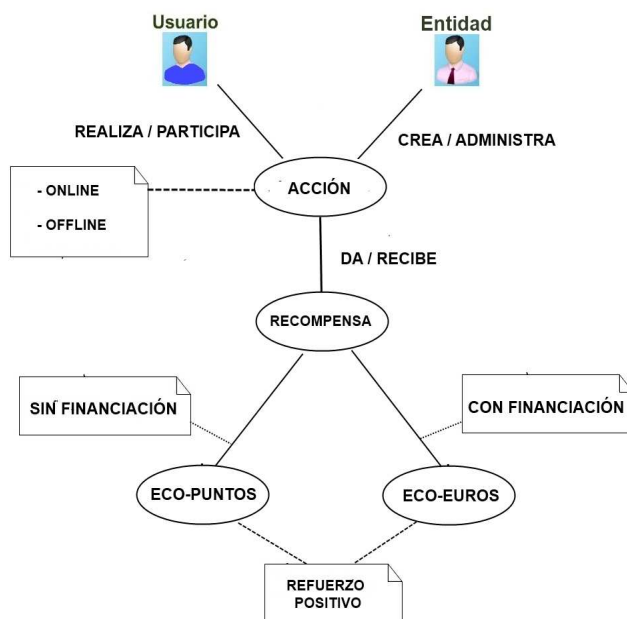 Usuario
Entidad
REALIZA / PARTICIPA
CREA / ADMINISTRA
- ONLINE
- OFFLINE
ACCIÓN
DA / RECIBE
RECOMPENSA
SIN FINANCIACIÓN
CON FINANCIACIÓN
ECO-PUNTOS
ECO-EUROS
REFUERZO
POSITIVO